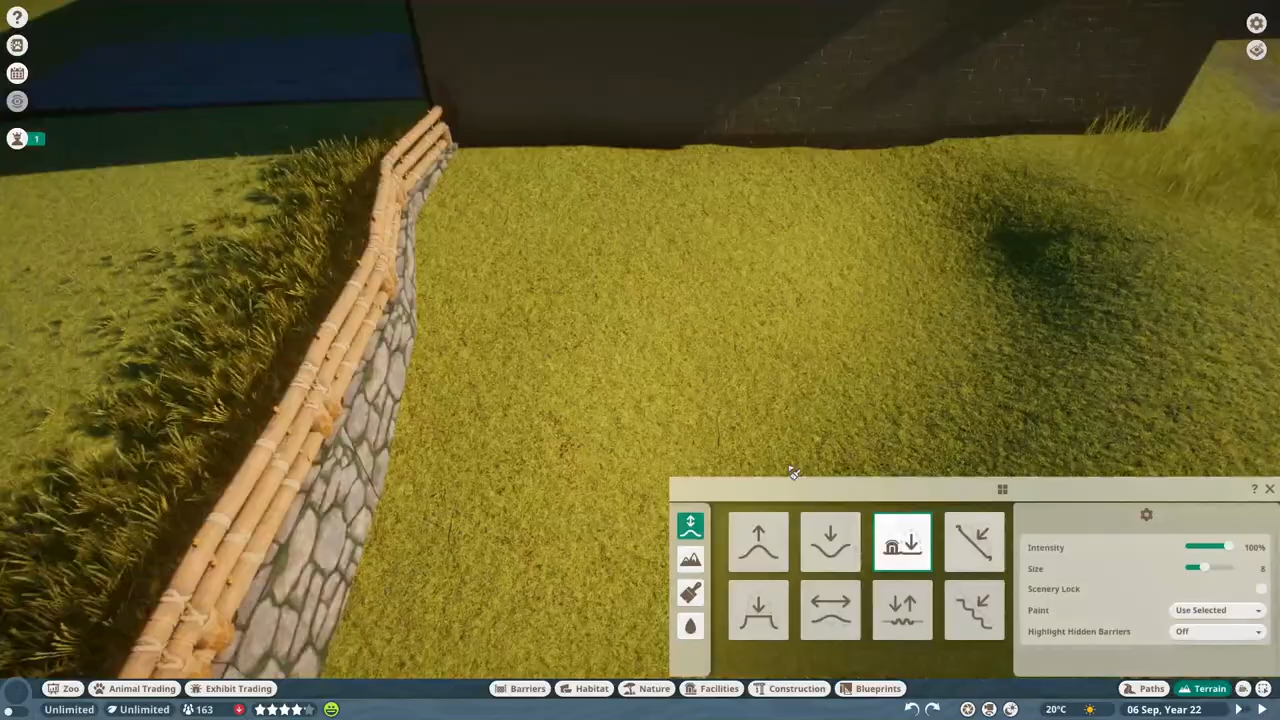 ?
1
? ×
Intensity 100%
Size 8
Scenery Lock
Paint Use Selected
Highlight Hidden Barriers Off
Zoo Animal Trading Exhibit Trading Barriers Habitat Nature Facilities Construction Blueprints Paths Terrain
Unlimited Unlimited 163 20°C 06 Sep, Year 22